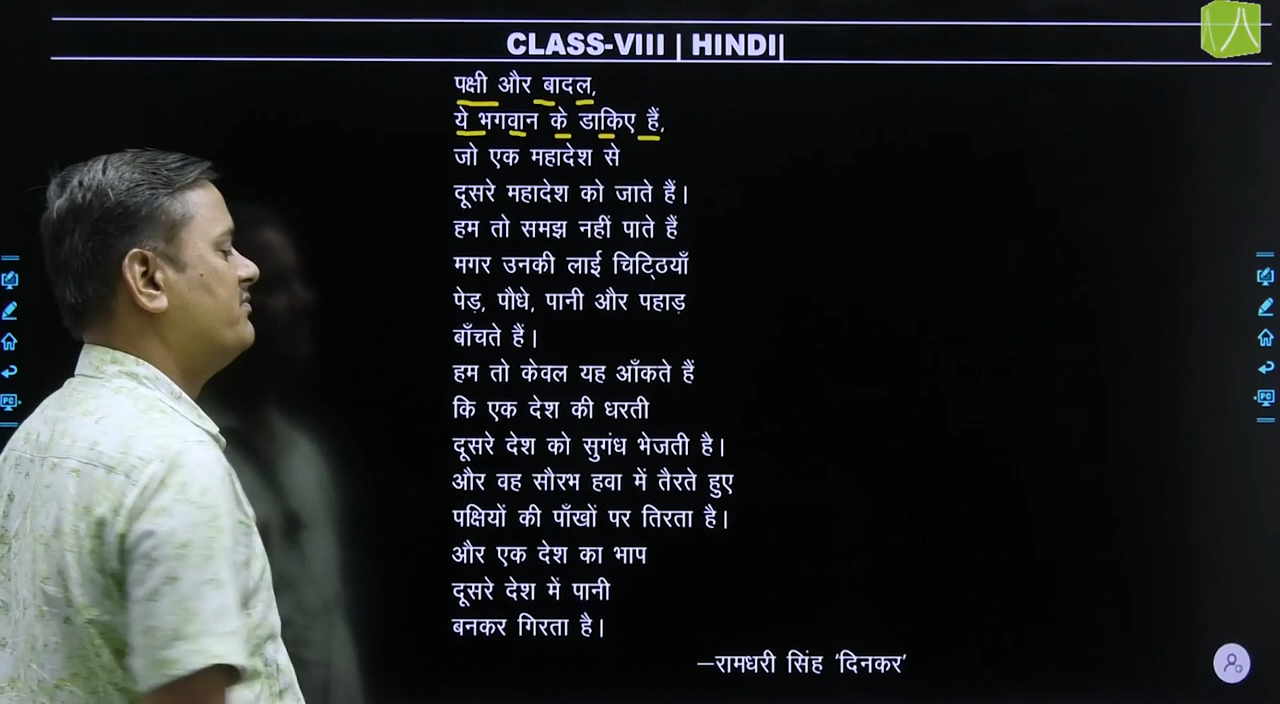 CLASS-VIII | HINDI|
पक्षी और बादल,
ये भगवान के डाकिए हैं,
जो एक महादेश से
दूसरे महादेश को जाते हैं।
हम तो समझ नहीं पाते हैं
मगर उनकी लाई चिट्ठियाँ
पेड़, पौधे, पानी और पहाड़
बाँचते हैं।
हम तो केवल यह आँकते हैं
कि एक देश की धरती
दूसरे देश को सुगंध भेजती है।
और वह सौरभ हवा में तैरते हुए
पक्षियों की पाँखों पर तिरता है।
और एक देश का भाप
दूसरे देश में पानी
बनकर गिरता है।
–रामधरी सिंह 'दिनकर'
PC
PC